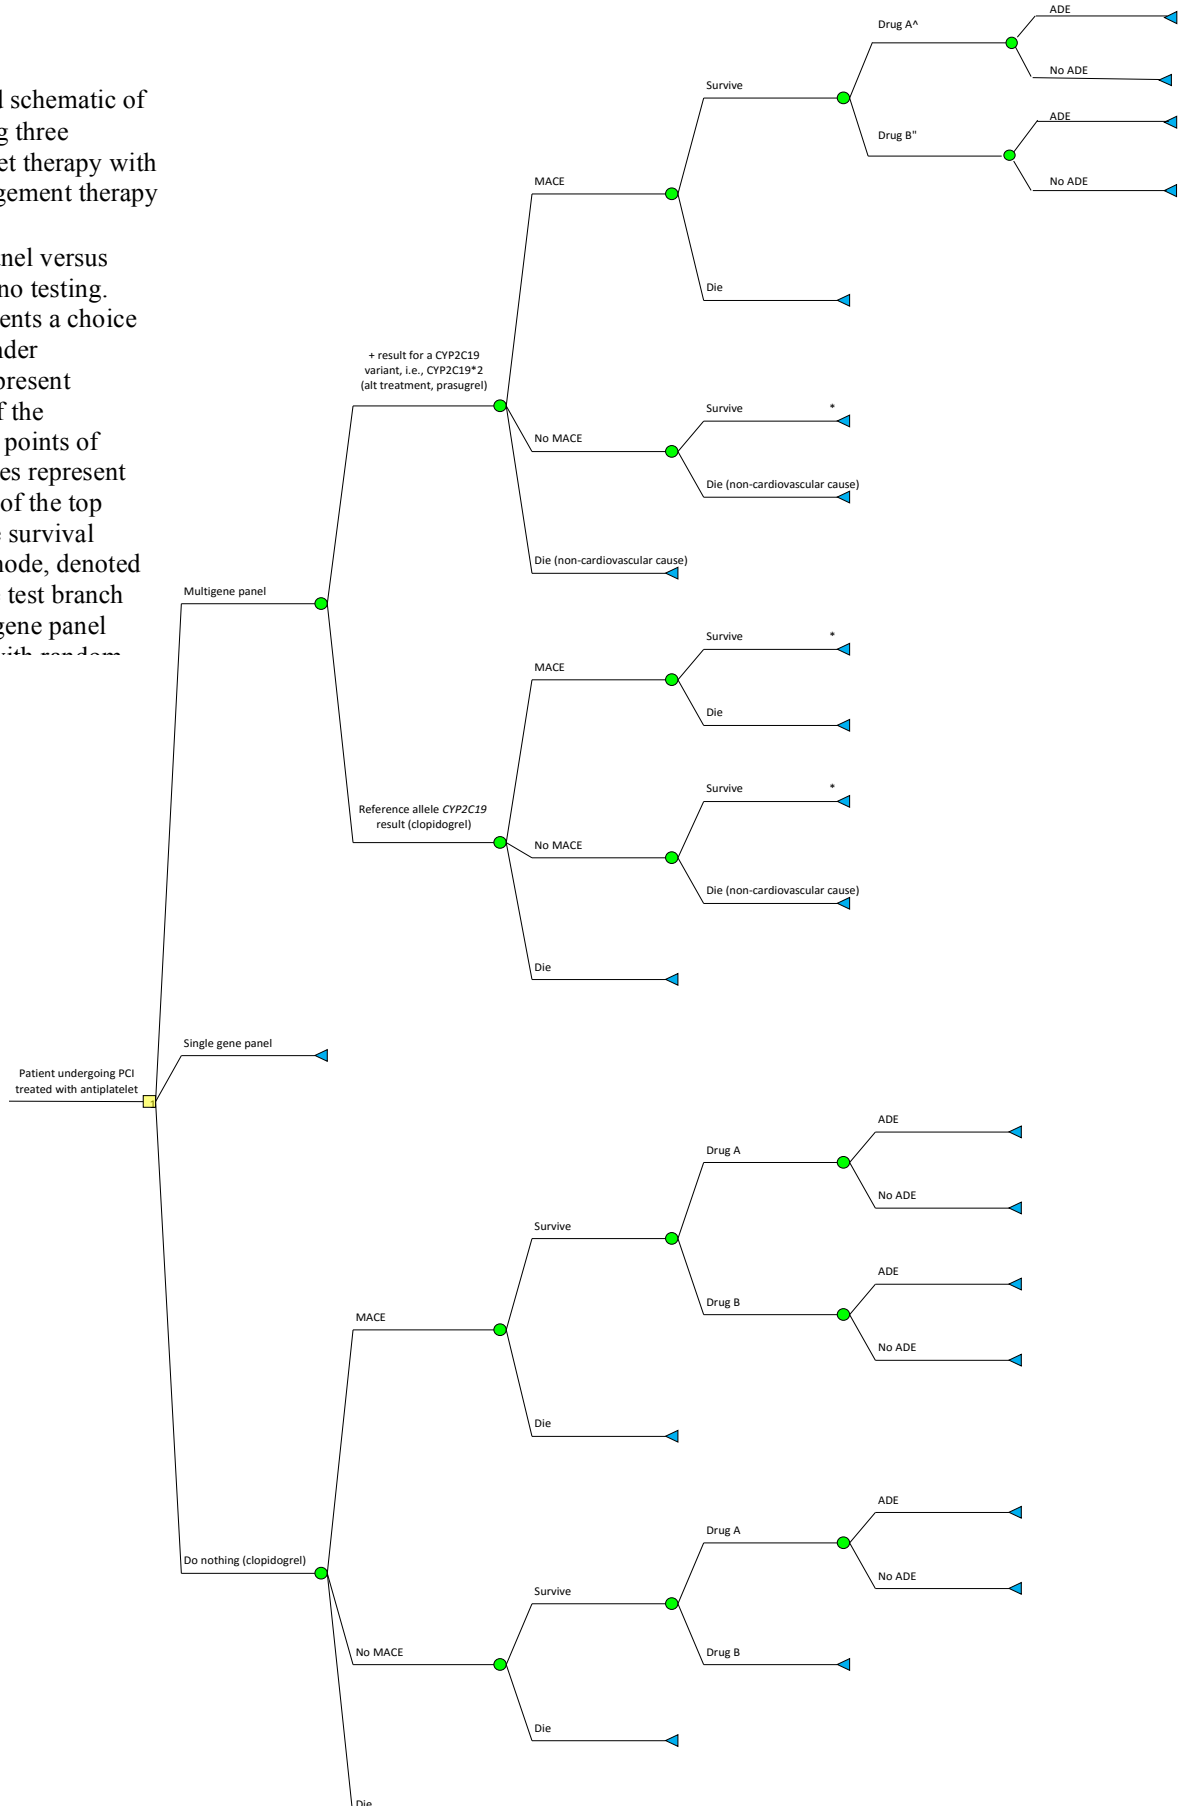 d schematic of
g three
et therapy with
gement therapy
nel versus
no testing.
ents a choice
nder
present
f the
points of
es represent
of the top
e survival
node, denoted
test branch
gene panel
with random
Drug A^
ADE
No ADE
Drug B"
ADE
No ADE
Survive
MACE
Die
+ result for a CYP2C19
variant, i.e., CYP2C19*2
(alt treatment, prasugrel)
Survive *
No MACE
Die (non-cardiovascular cause)
Die (non-cardiovascular cause)
Multigene panel
Survive *
MACE
Die
Survive *
Reference allele CYP2C19
result (clopidogrel)
No MACE
Die (non-cardiovascular cause)
Die
Single gene panel
Patient undergoing PCI
treated with antiplatelet
1
ADE
Drug A
No ADE
Survive
ADE
Drug B
No ADE
MACE
Die
ADE
Drug A
No ADE
Do nothing (clopidogrel)
Survive
Drug B
No MACE
Die
Die